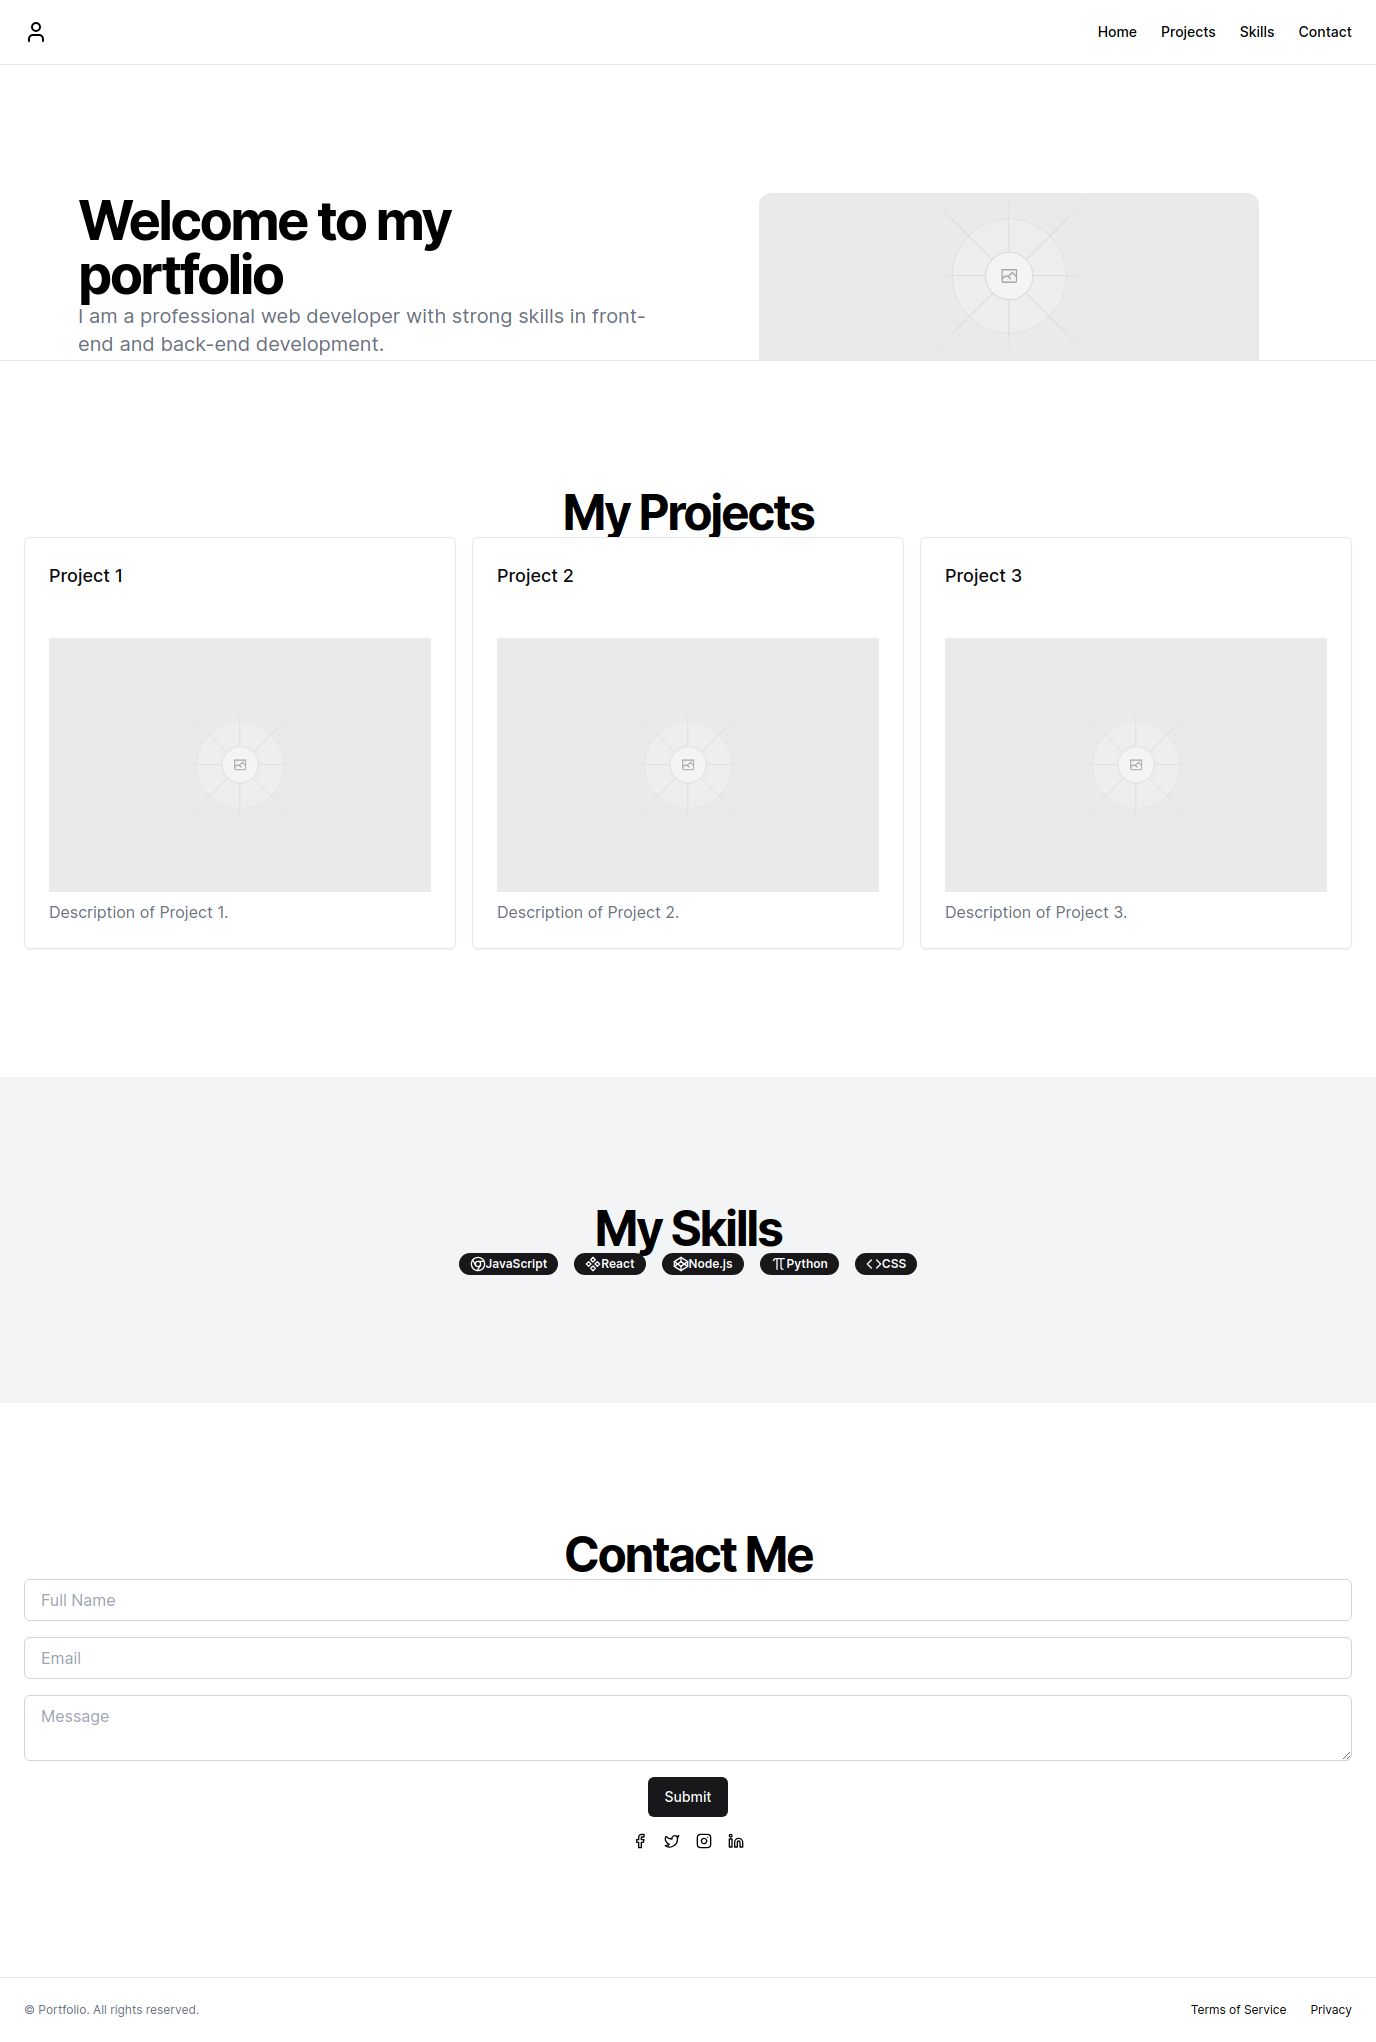 Home Projects Skills Contact
Welcome to my
portfolio
I am a professional web developer with strong skills in front-
end and back-end development.
My Projects
Project 1
Description of Project 1.
Project 2
Description of Project 2.
Project 3
Description of Project 3.
My Skills
JavaScript React Node.js Python CSS
Contact Me
Full Name
Email
Message
Submit
© Portfolio. All rights reserved.
Terms of Service Privacy